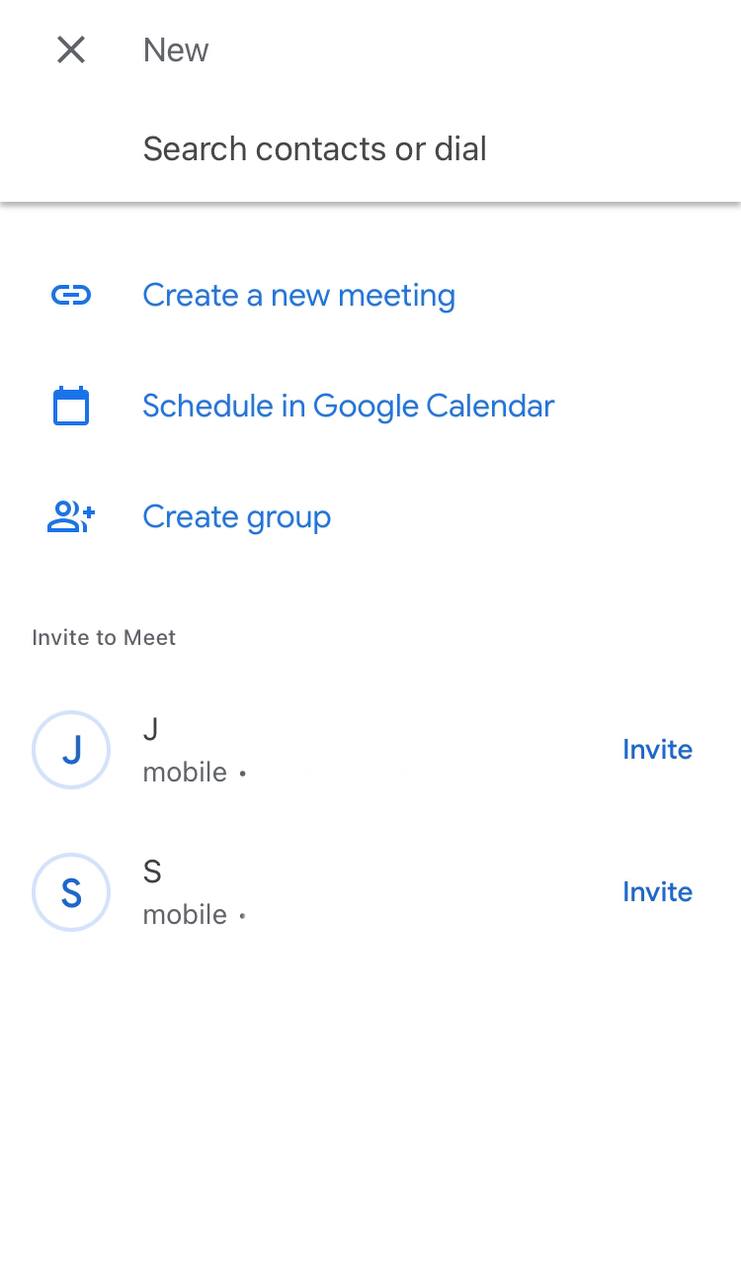 New
Search contacts or dial
Create a new meeting
Schedule in Google Calendar
Create group
Invite to Meet
J
J
mobile •
Invite
S
S
mobile •
Invite